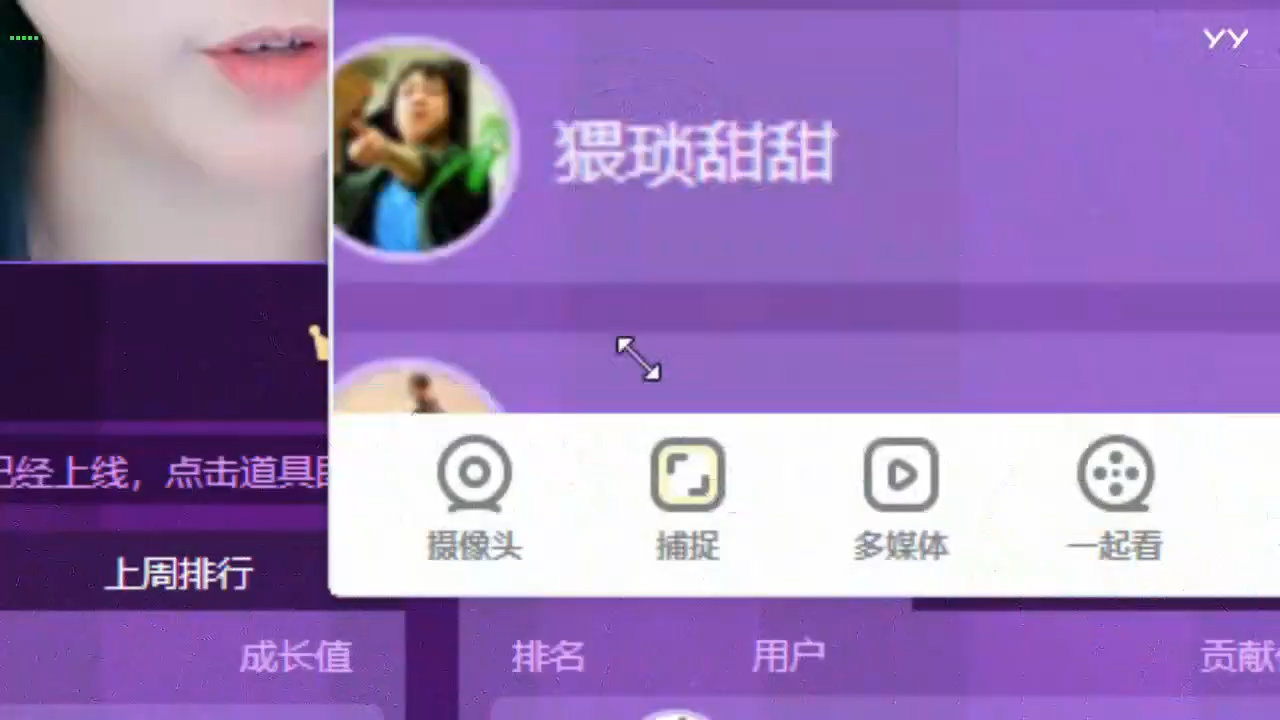 YY
猥琐甜甜
已经上线，点击道具
摄像头 捕捉 多媒体 一起看
上周排行
成长值 排名 用户 贡献